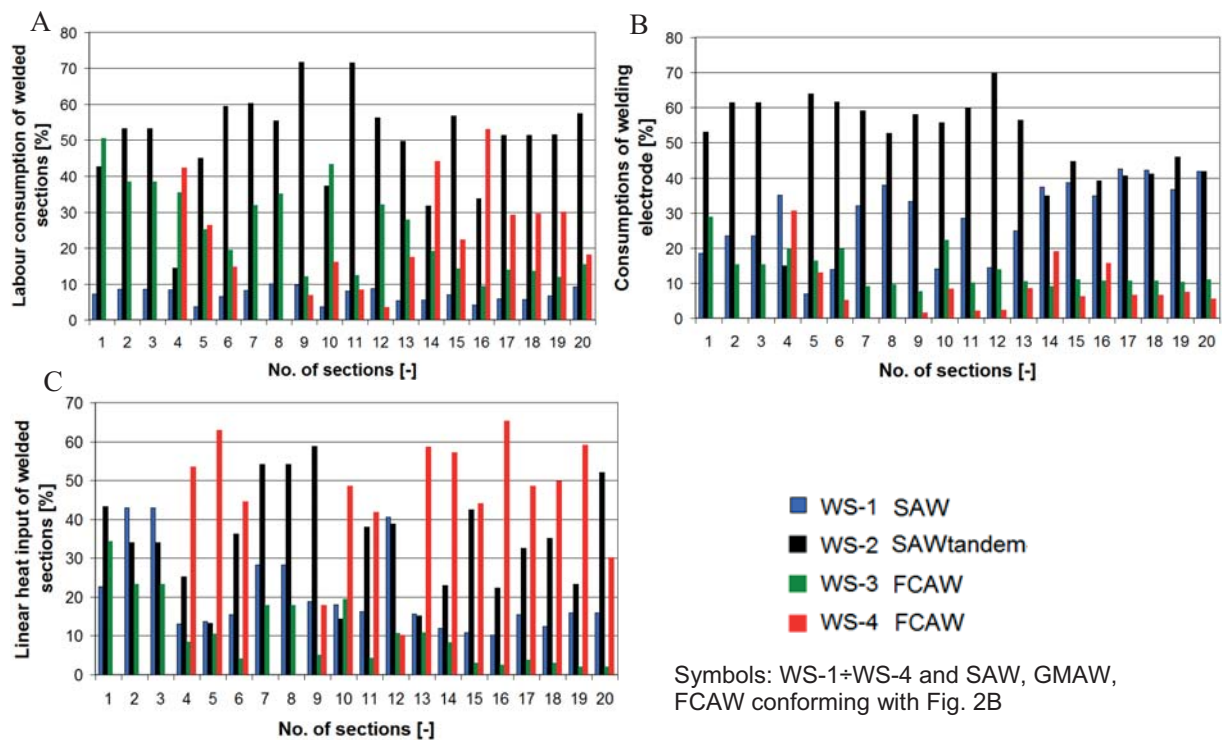 A
Labour consumption of welded
sections [%]
80
70
60
50
40
30
20
10
0
1 2 3 4 5 6 7 8 9 10 11 12 13 14 15 16 17 18 19 20
No. of sections [-]
B
Consumptions of welding
electrode [%]
80
70
60
50
40
30
20
10
0
1 2 3 4 5 6 7 8 9 10 11 12 13 14 15 16 17 18 19 20
No. of sections [-]
C
Linear heat input of welded
sections [%]
70
60
50
40
30
20
10
0
1 2 3 4 5 6 7 8 9 10 11 12 13 14 15 16 17 18 19 20
No. of sections [-]
WS-1 SAW
WS-2 SAWtandem
WS-3 FCAW
WS-4 FCAW
Symbols: WS-1÷WS-4 and SAW, GMAW,
FCAW conforming with Fig. 2B